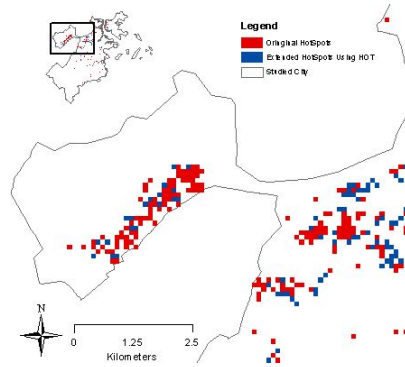 Legend
Original HotSpots
Extended HotSpots Using HOT
Studied City
N
0 1.25 2.5
Kilometers